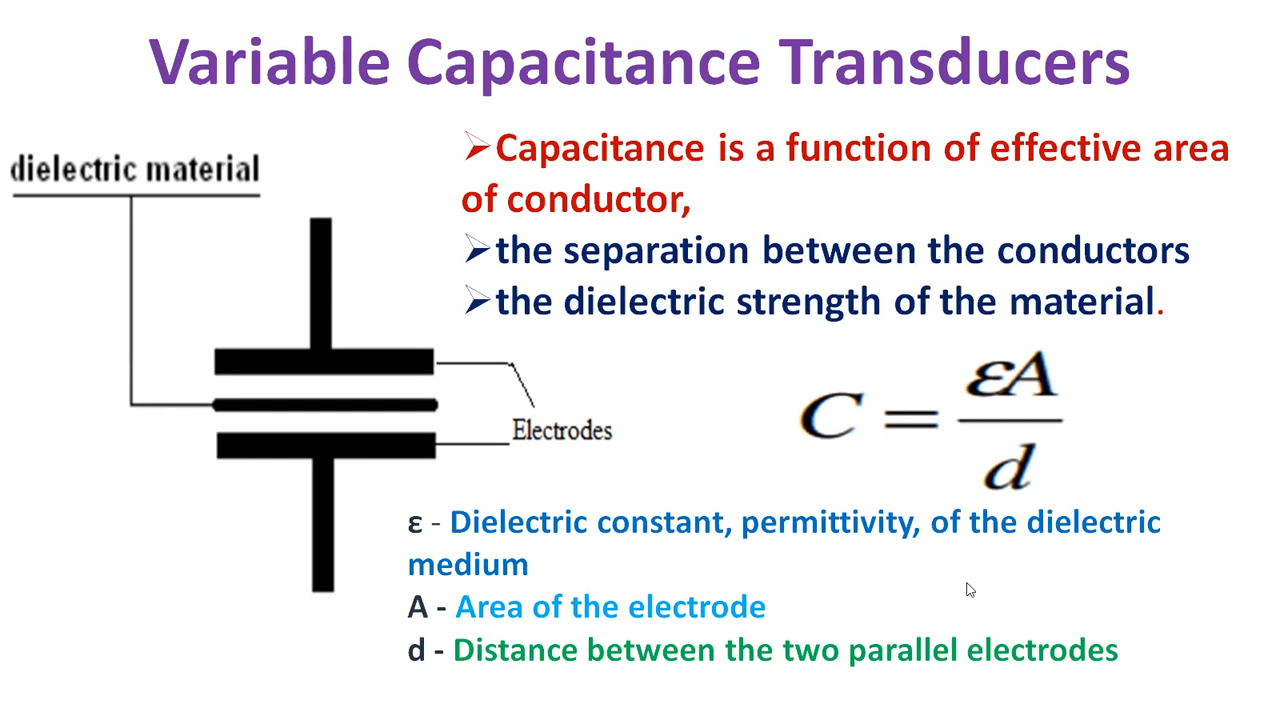 Variable Capacitance Transducers
dielectric material
➢Capacitance is a function of effective area
of conductor,
➢the separation between the conductors
➢the dielectric strength of the material.
Electrodes
C = εA / d
ε - Dielectric constant, permittivity, of the dielectric
medium
A - Area of the electrode
d - Distance between the two parallel electrodes